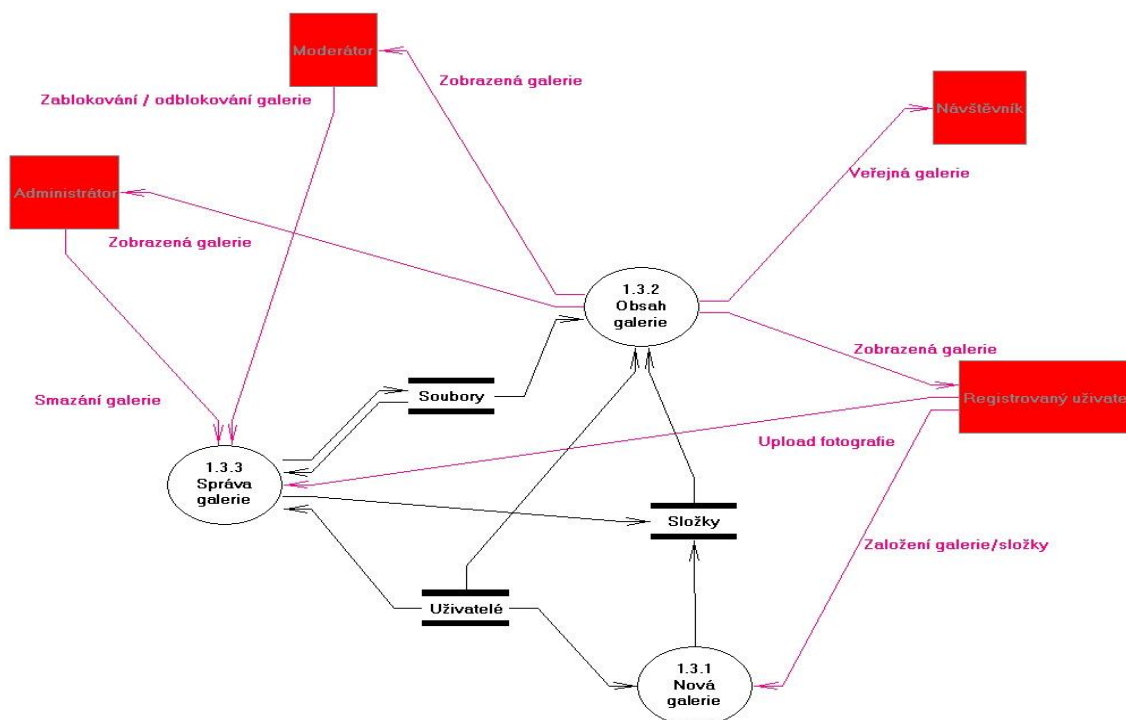 Moderátor
Zobrazená galerie
Zablokování / odblokování galerie
Návštěvník
Veřejná galerie
Administrátor
Zobrazená galerie
1.3.2
Obsah
galerie
Zobrazená galerie
Soubory
Smazání galerie
Registrovaný uživate
Upload fotografie
1.3.3
Správa
galerie
Složky
Založení galerie/složky
Uživatelé
1.3.1
Nová
galerie